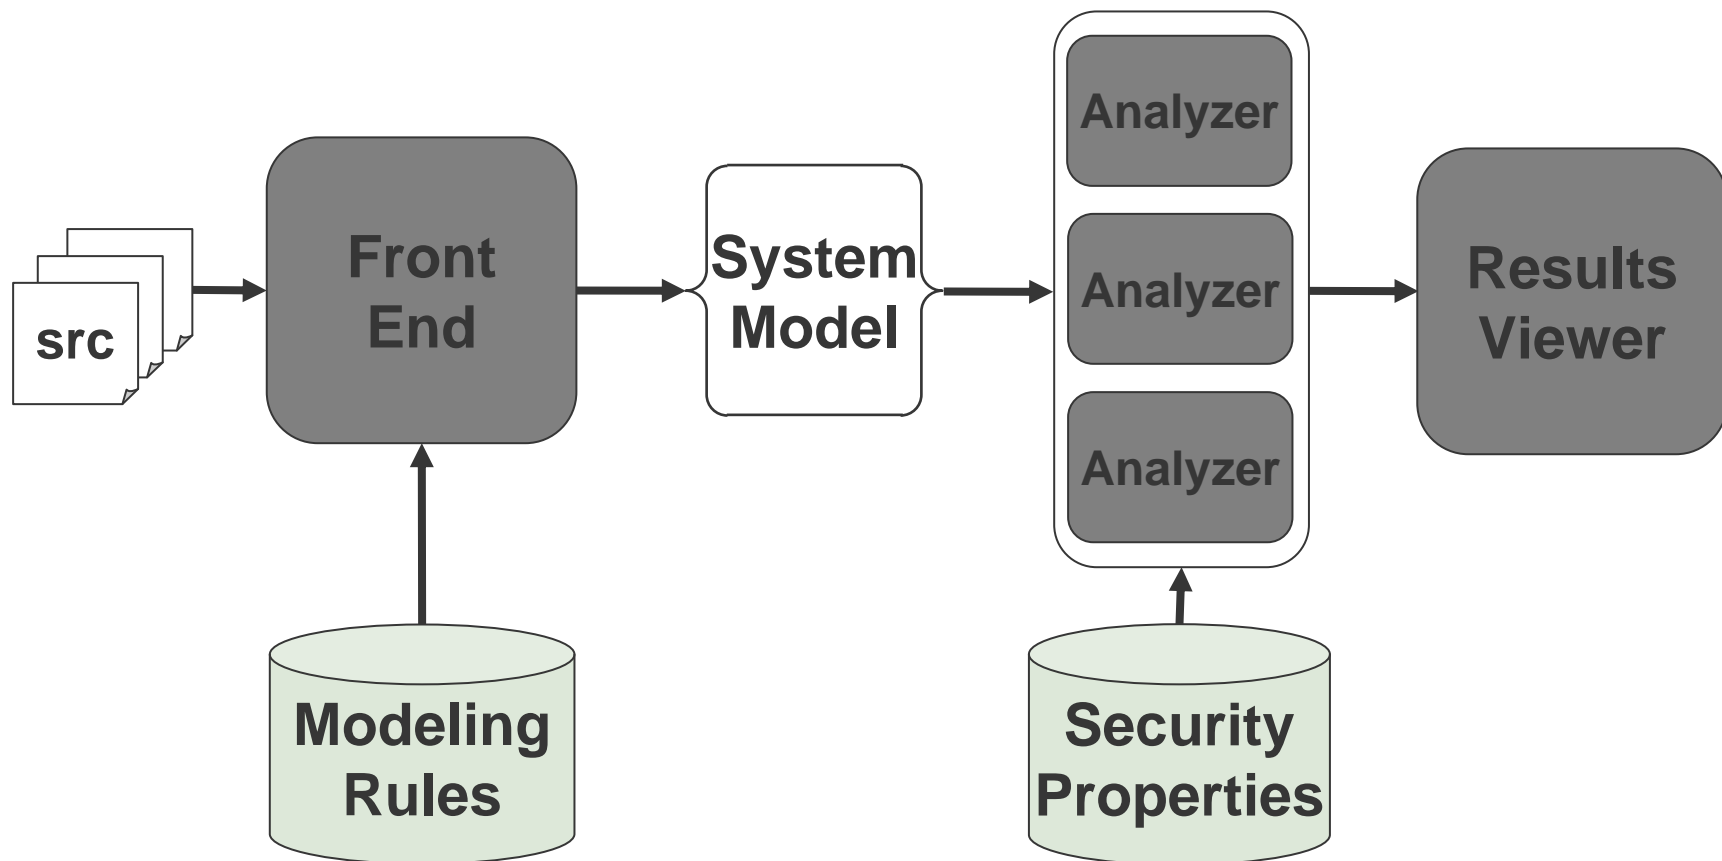 src
Front
End
System
Model
Analyzer
Analyzer
Analyzer
Results
Viewer
Modeling
Rules
Security
Properties